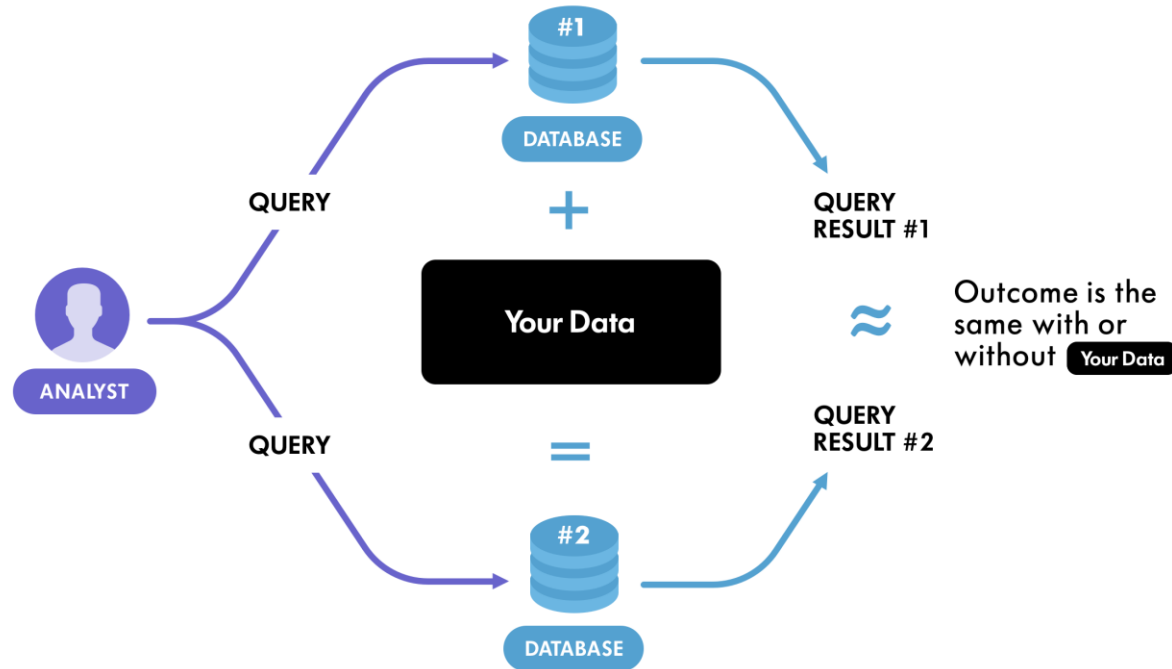 #1
DATABASE
QUERY
+
QUERY
RESULT #1
Your Data
≈
Outcome is the
same with or
without Your Data
ANALYST
QUERY
=
QUERY
RESULT #2
#2
DATABASE